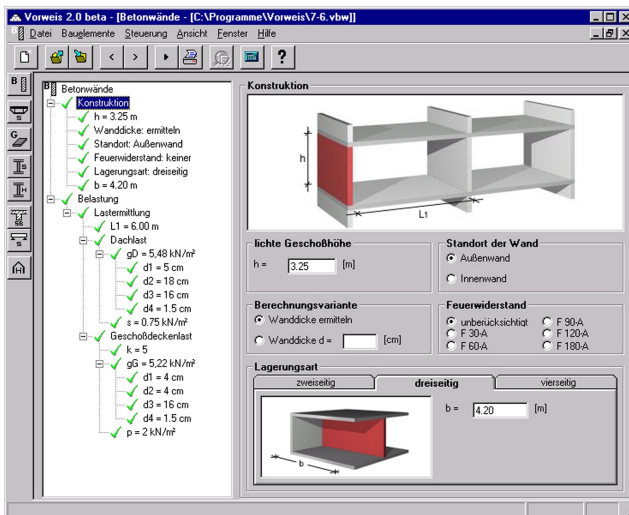 Vorweis 2.0 beta - [Betonwände - [C:\Programme\Vorweis\7-6.vbw]]
Datei Bauelemente Steuerung Ansicht Fenster Hilfe
B
S
G
S
H
SB
S
B Betonwände
Konstruktion
h = 3.25 m
Wanddicke: ermitteln
Standort: Außenwand
Feuerwiderstand: keiner
Lagerungsart: dreiseitig
b = 4.20 m
Belastung
Lastermittlung
L1 = 6.00 m
Dachlast
gD = 5,48 kN/m²
d1 = 5 cm
d2 = 18 cm
d3 = 16 cm
d4 = 1.5 cm
s = 0.75 kN/m²
Geschoßdeckenlast
k = 5
gG = 5,22 kN/m²
d1 = 4 cm
d2 = 4 cm
d3 = 16 cm
d4 = 1.5 cm
p = 2 kN/m²
Konstruktion
h
L1
lichte Geschoßhöhe
h = 3.25 [m]
Standort der Wand
Außenwand
Innenwand
Berechnungsvariante
Wanddicke ermitteln
Wanddicke d = [cm]
Feuerwiderstand
unberücksichtigt F 90-A
F 30-A F 120-A
F 60-A F 180-A
Lagerungsart
zweiseitig dreiseitig vierseitig
b
b = 4.20 [m]